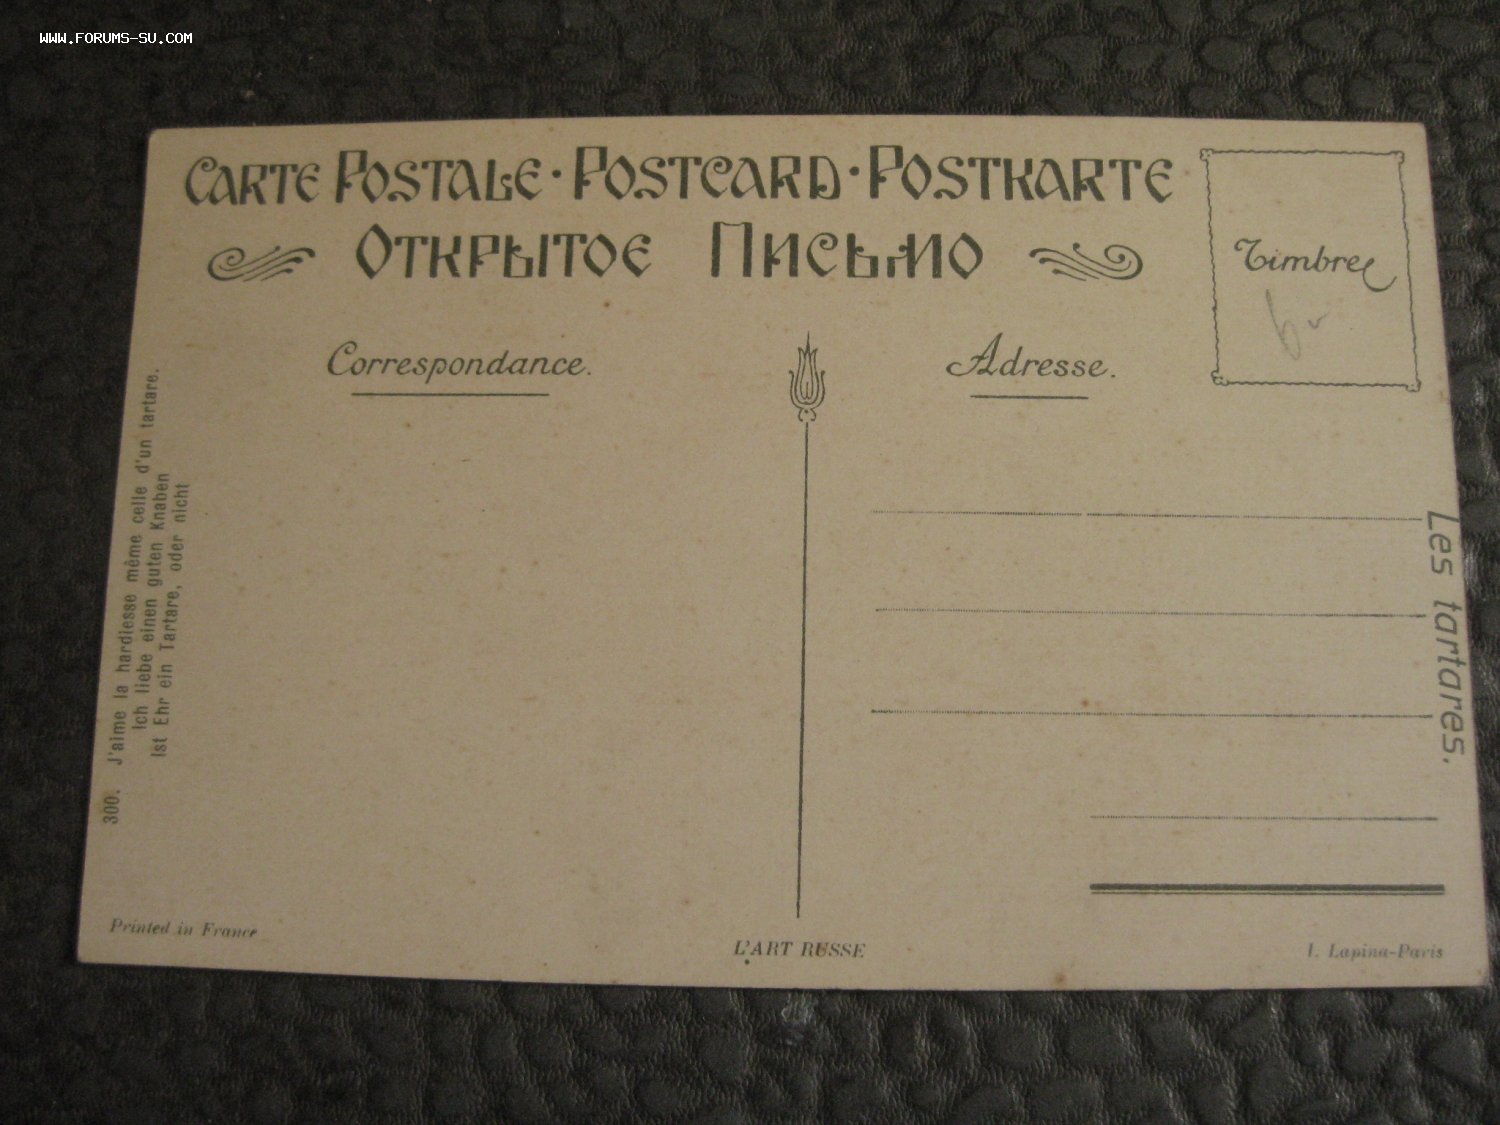 WWW.FORUMS-SU.COM
CARTE POSTALE · POSTCARD · POSTKARTE
ОТКРЫТОЕ ПИСЬМО
Timbre
Correspondance.
Adresse.
300. J'aime la hardiesse même celle d'un tartare.
Ich liebe einen guten Knaben
Ist Ehr ein Tartare, oder nicht
Les tartares.
Printed in France
L'ART RUSSE
I. Lapina-Paris